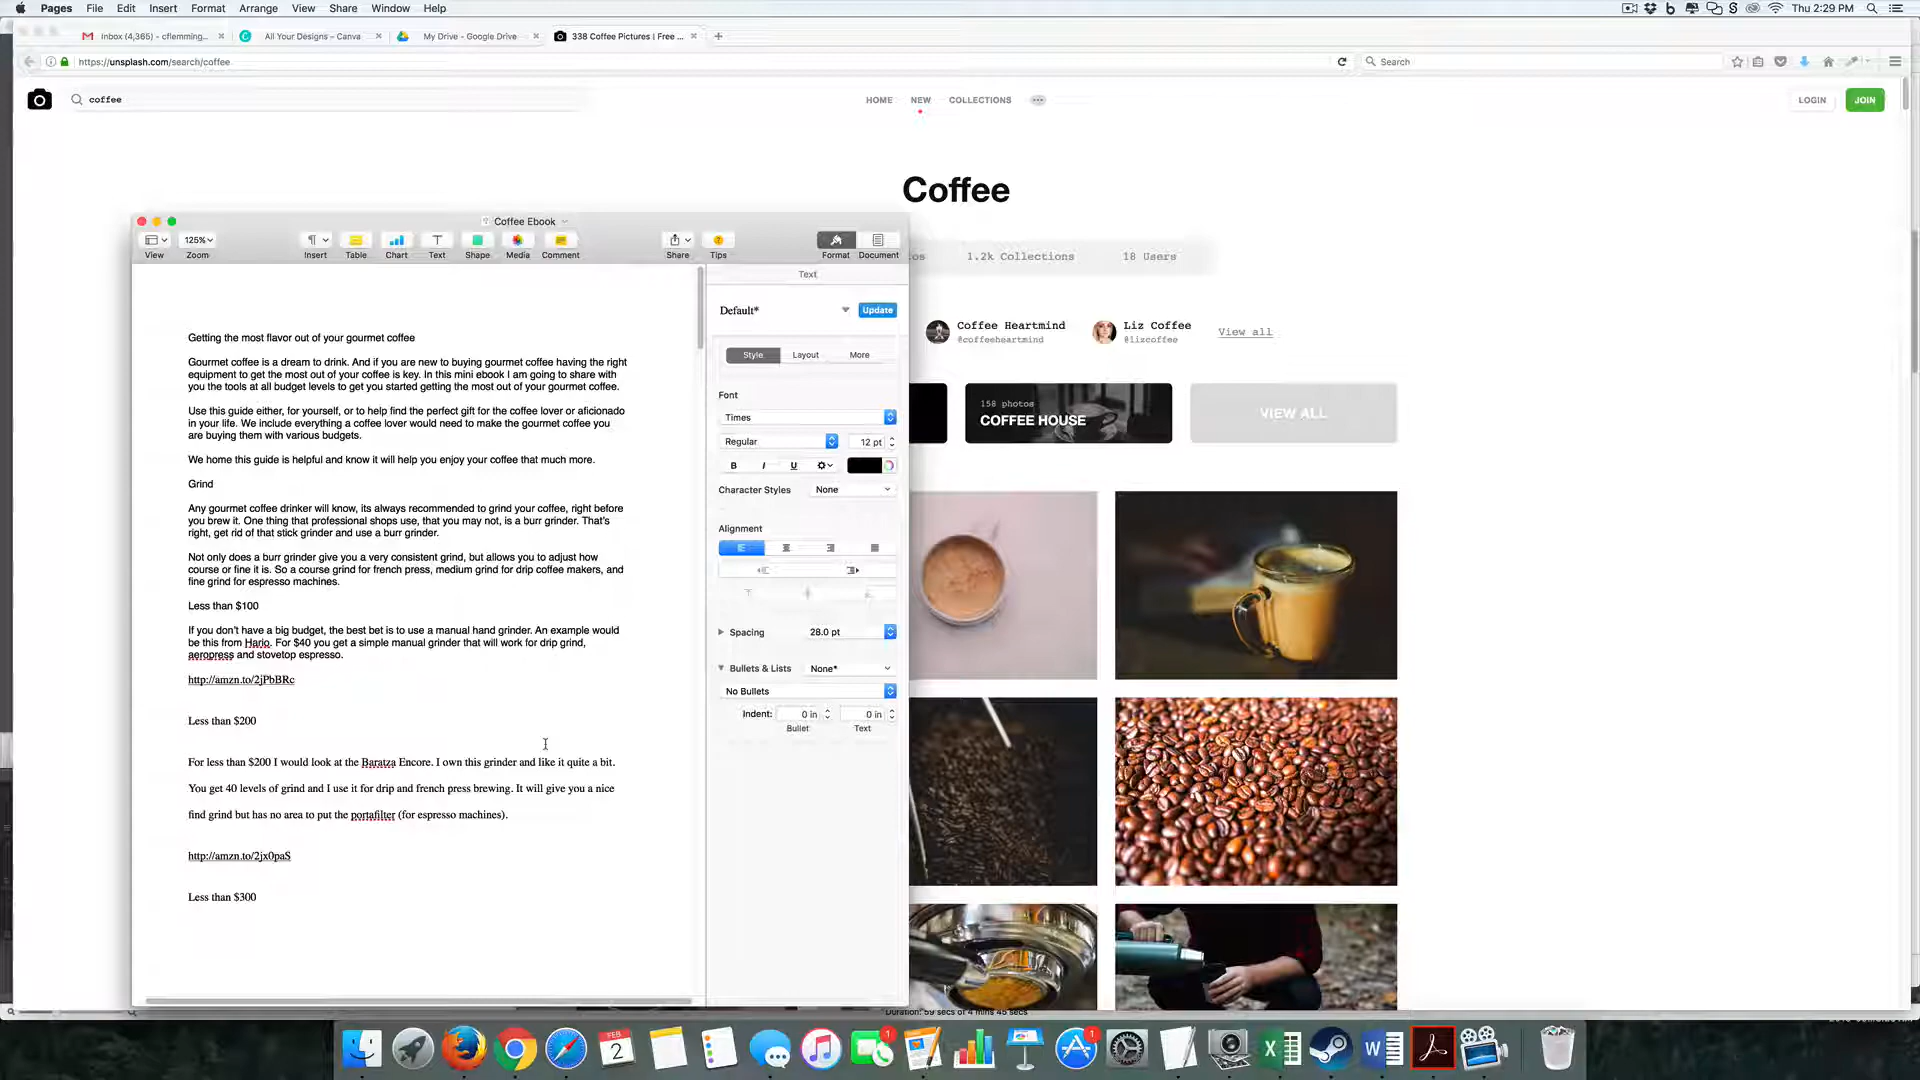 Pages File Edit Insert Format Arrange View Share Window Help
Thu 2:29 PM
Inbox (4,365) - cflemming...
All Your Designs - Canva
My Drive - Google Drive
338 Coffee Pictures | Free ...
https://unsplash.com/search/coffee
Search
coffee
HOME NEW COLLECTIONS
LOGIN JOIN
Coffee
1.2k Collections 18 Users
Coffee Heartmind
@coffeeheartmind
Liz Coffee
@lizcoffee
View all
158 photos
COFFEE HOUSE
VIEW ALL
Coffee Ebook
125%
View Zoom Insert Table Chart Text Shape Media Comment Share Tips Format Document
Getting the most flavor out of your gourmet coffee
Gourmet coffee is a dream to drink. And if you are new to buying gourmet coffee having the right
equipment to get the most out of your coffee is key. In this mini ebook I am going to share with
you the tools at all budget levels to get you started getting the most out of your gourmet coffee.
Use this guide either, for yourself, or to help find the perfect gift for the coffee lover or aficionado
in your life. We include everything a coffee lover would need to make the gourmet coffee you
are buying them with various budgets.
We home this guide is helpful and know it will help you enjoy your coffee that much more.
Grind
Any gourmet coffee drinker will know, its always recommended to grind your coffee, right before
you brew it. One thing that professional shops use, that you may not, is a burr grinder. That's
right, get rid of that stick grinder and use a burr grinder.
Not only does a burr grinder give you a very consistent grind, but allows you to adjust how
course or fine it is. So a course grind for french press, medium grind for drip coffee makers, and
fine grind for espresso machines.
Less than $100
If you don't have a big budget, the best bet is to use a manual hand grinder. An example would
be this from Hario. For $40 you get a simple manual grinder that will work for drip grind,
aeropress and stovetop espresso.
http://amzn.to/2jPbBRc
Less than $200
For less than $200 I would look at the Baratza Encore. I own this grinder and like it quite a bit.
You get 40 levels of grind and I use it for drip and french press brewing. It will give you a nice
find grind but has no area to put the portafilter (for espresso machines).
http://amzn.to/2jx0paS
Less than $300
Text
Default*
Update
Style Layout More
Font
Times
Regular 12 pt
B I U
Character Styles None
Alignment
Spacing 28.0 pt
Bullets & Lists None*
No Bullets
Indent: 0 in 0 in
Bullet Text
Duration: 59 secs of 4 mins 45 secs
FEB
2
1
1